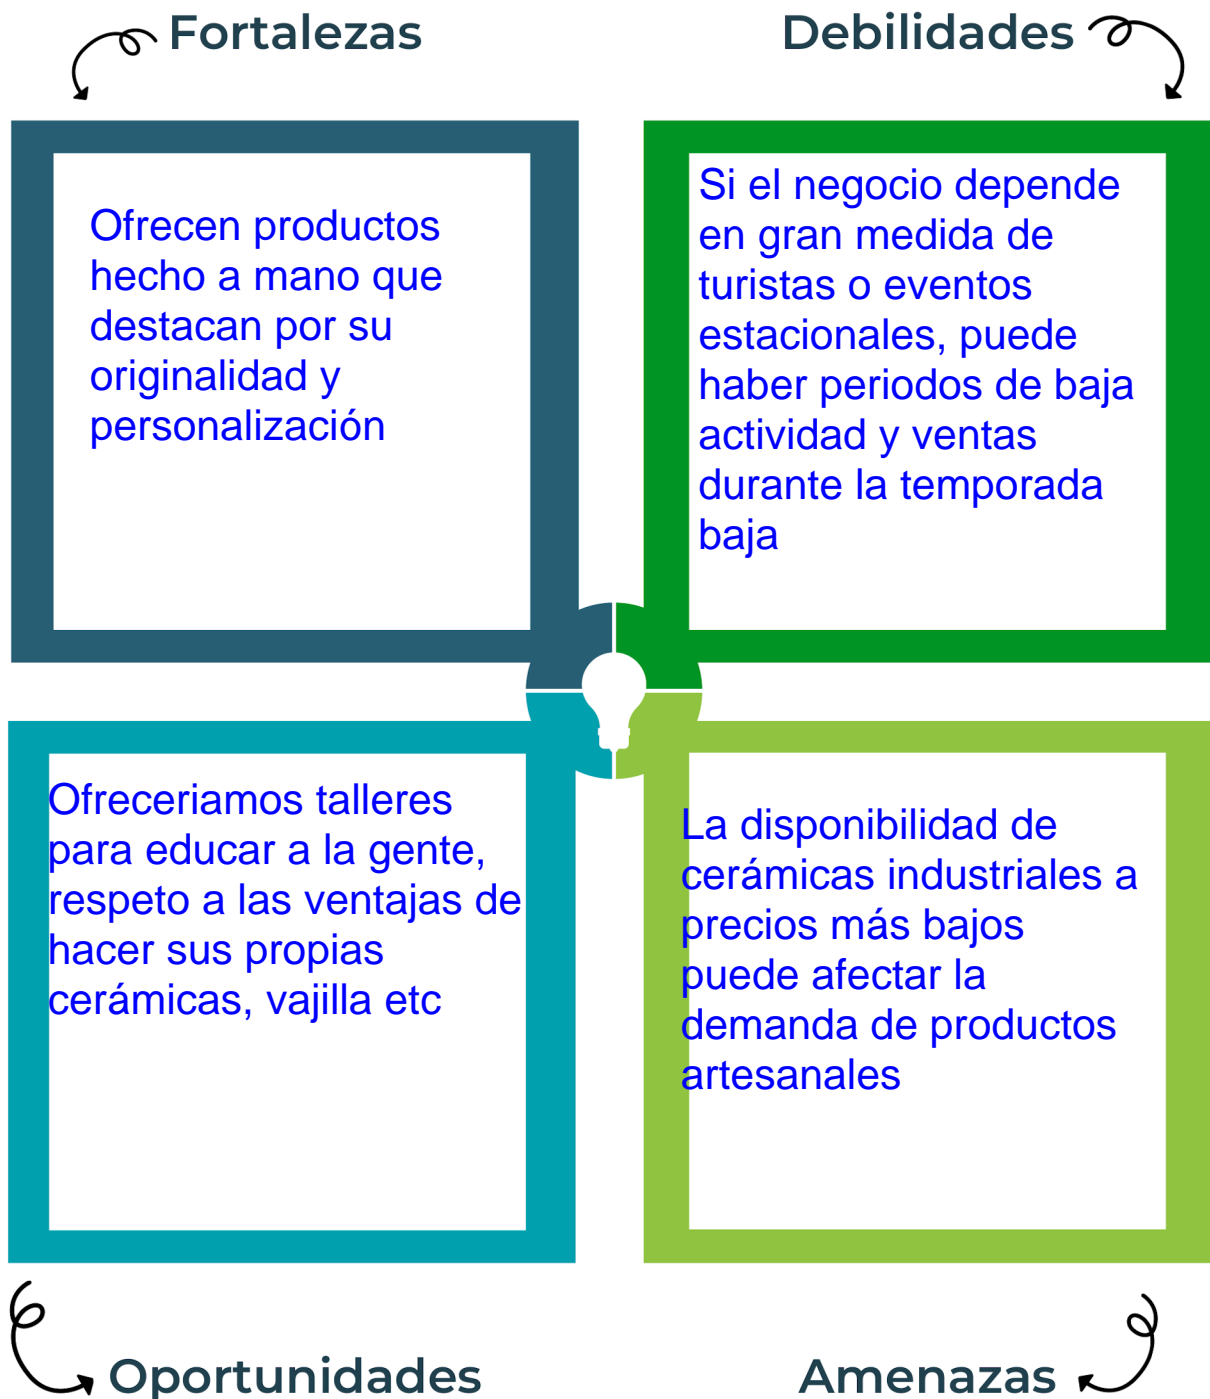 Fortalezas
Ofrecen productos
hecho a mano que
destacan por su
originalidad y
personalización
Debilidades
Si el negocio depende
en gran medida de
turistas o eventos
estacionales, puede
haber periodos de baja
actividad y ventas
durante la temporada
baja
Ofreceriamos talleres
para educar a la gente,
respeto a las ventajas de
hacer sus propias
cerámicas, vajilla etc
Oportunidades
La disponibilidad de
cerámicas industriales a
precios más bajos
puede afectar la
demanda de productos
artesanales
Amenazas